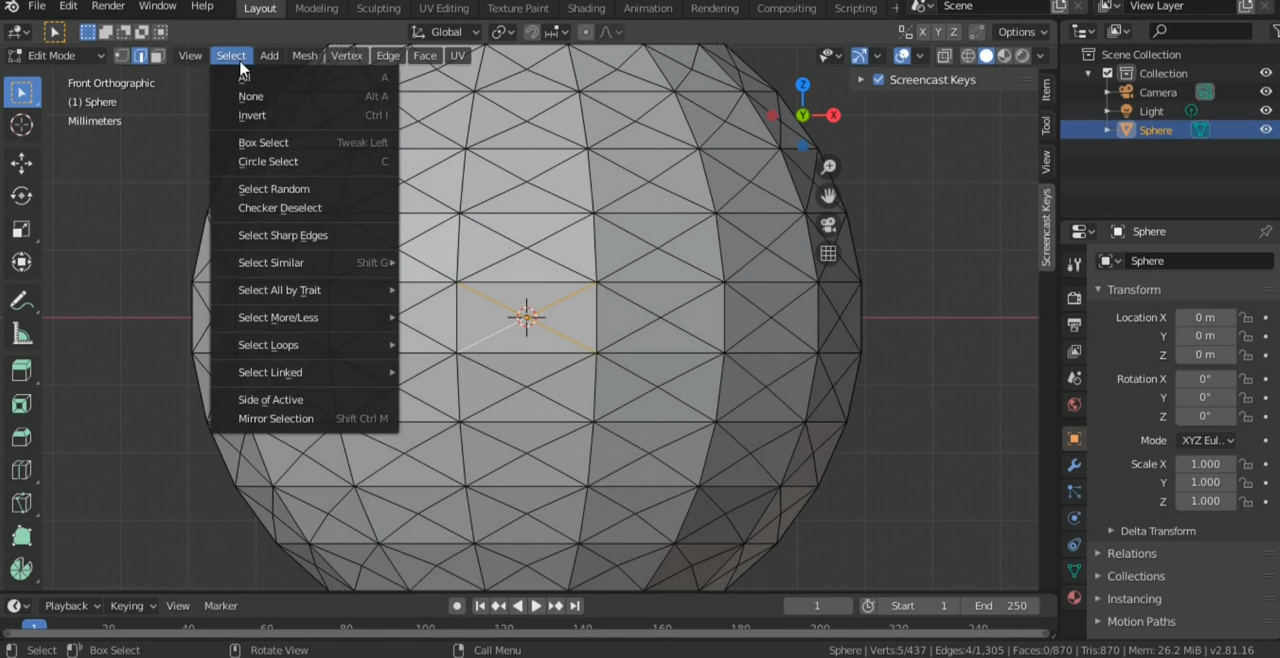 File Edit Render Window Help Layout Modeling Sculpting UV Editing Texture Paint Shading Animation Rendering Compositing Scripting Scene View Layer
Global X Y Z Options
Edit Mode View Select Add Mesh Vertex Edge Face UV
Front Orthographic
(1) Sphere
Millimeters
All A
None Alt A
Invert Ctrl I
Box Select Tweak Left
Circle Select C
Select Random
Checker Deselect
Select Sharp Edges
Select Similar Shift G
Select All by Trait
Select More/Less
Select Loops
Select Linked
Side of Active
Mirror Selection Shift Ctrl M
Screencast Keys
Z
Y X
Item
Tool
View
Screencast Keys
Scene Collection
Collection
Camera
Light
Sphere
Sphere
Sphere
Transform
Location X 0 m
Y 0 m
Z 0 m
Rotation X 0°
Y 0°
Z 0°
Mode XYZ Eul..
Scale X 1.000
Y 1.000
Z 1.000
Delta Transform
Relations
Collections
Instancing
Motion Paths
Playback Keying View Marker 1 Start 1 End 250
1 20 40 60 80 100 120 140 160 180 200 220 240
Select Box Select Rotate View Call Menu Sphere | Verts:5/437 | Edges:4/1,305 | Faces:0/870 | Tris:870 | Mem: 26.2 MiB | v2.81.16